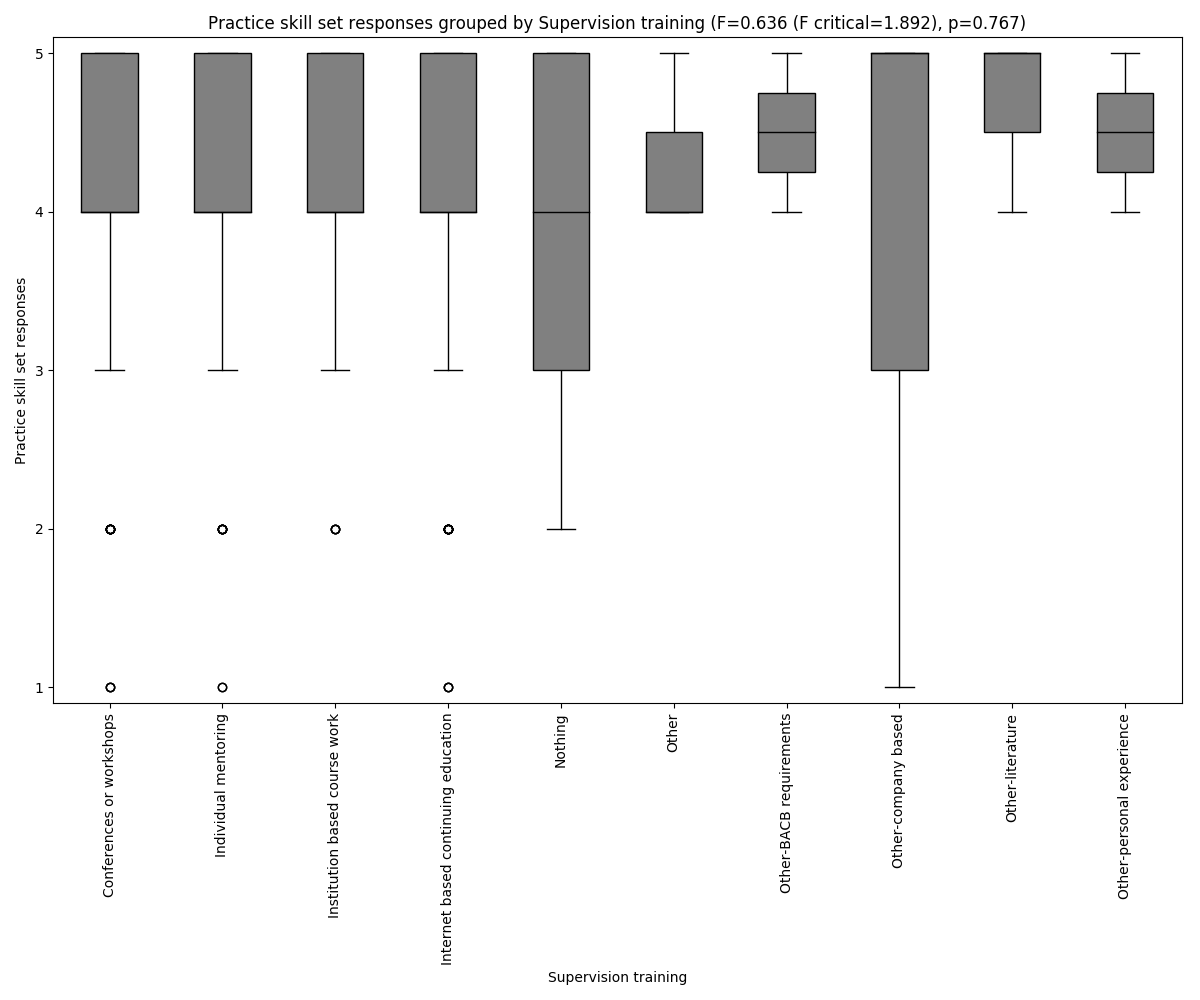 Practice skill set responses grouped by Supervision training (F=0.636 (F critical=1.892), p=0.767)
Practice skill set responses
5
4
3
2
1
Conferences or workshops
Individual mentoring
Institution based course work
Internet based continuing education
Nothing
Other
Other-BACB requirements
Other-company based
Other-literature
Other-personal experience
Supervision training